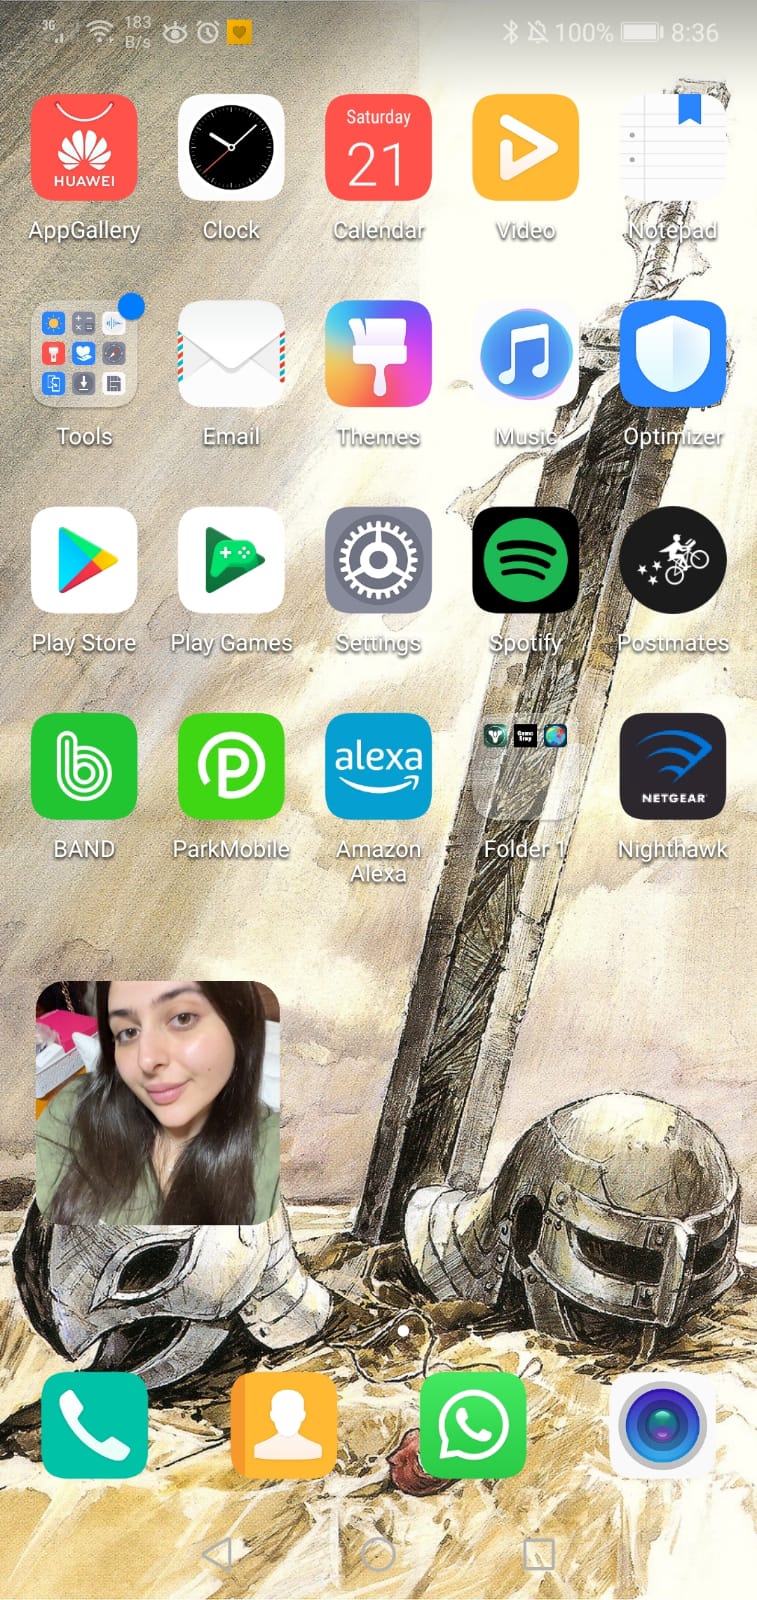 3G
183
B/s
100% 8:36
HUAWEI
Saturday
21
AppGallery Clock Calendar Video Notepad
Tools Email Themes Music Optimizer
Play Store Play Games Settings Spotify Postmates
alexa
NETGEAR
BAND ParkMobile Amazon Alexa Folder 1 Nighthawk